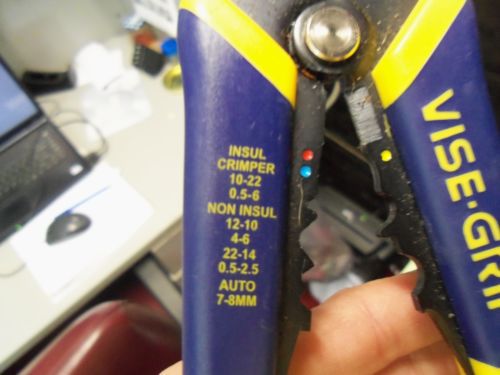 INSUL
CRIMPER
10-22
0.5-6
NON INSUL
12-10
4-6
22-14
0.5-2.5
AUTO
7-8MM
VISE-GRI